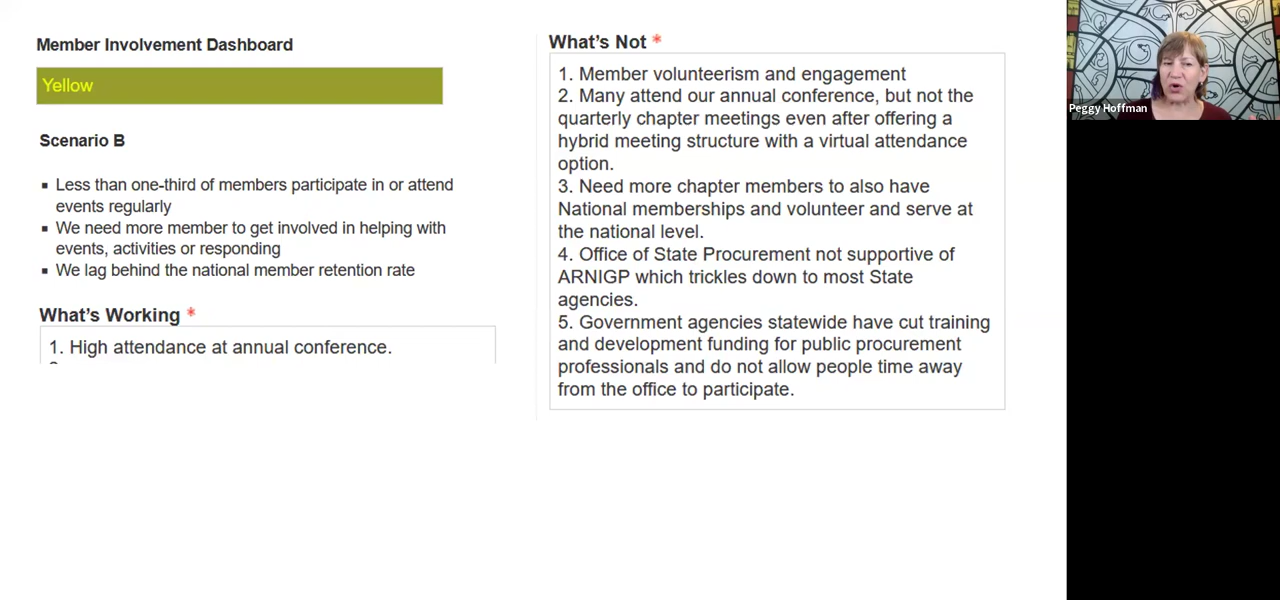 Member Involvement Dashboard
Yellow
Scenario B
▪ Less than one-third of members participate in or attend
events regularly
▪ We need more member to get involved in helping with
events, activities or responding
▪ We lag behind the national member retention rate
What's Working *
1. High attendance at annual conference.
What's Not *
1. Member volunteerism and engagement
2. Many attend our annual conference, but not the
quarterly chapter meetings even after offering a
hybrid meeting structure with a virtual attendance
option.
3. Need more chapter members to also have
National memberships and volunteer and serve at
the national level.
4. Office of State Procurement not supportive of
ARNIGP which trickles down to most State
agencies.
5. Government agencies statewide have cut training
and development funding for public procurement
professionals and do not allow people time away
from the office to participate.
Peggy Hoffman